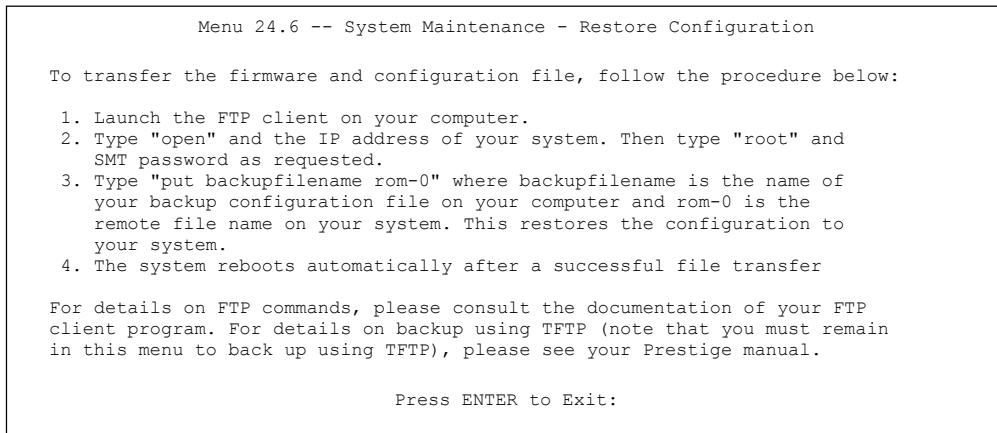 Menu 24.6 -- System Maintenance - Restore Configuration
To transfer the firmware and configuration file, follow the procedure below:
1. Launch the FTP client on your computer.
2. Type "open" and the IP address of your system. Then type "root" and
SMT password as requested.
3. Type "put backupfilename rom-0" where backupfilename is the name of
your backup configuration file on your computer and rom-0 is the
remote file name on your system. This restores the configuration to
your system.
4. The system reboots automatically after a successful file transfer
For details on FTP commands, please consult the documentation of your FTP
client program. For details on backup using TFTP (note that you must remain
in this menu to back up using TFTP), please see your Prestige manual.
Press ENTER to Exit: